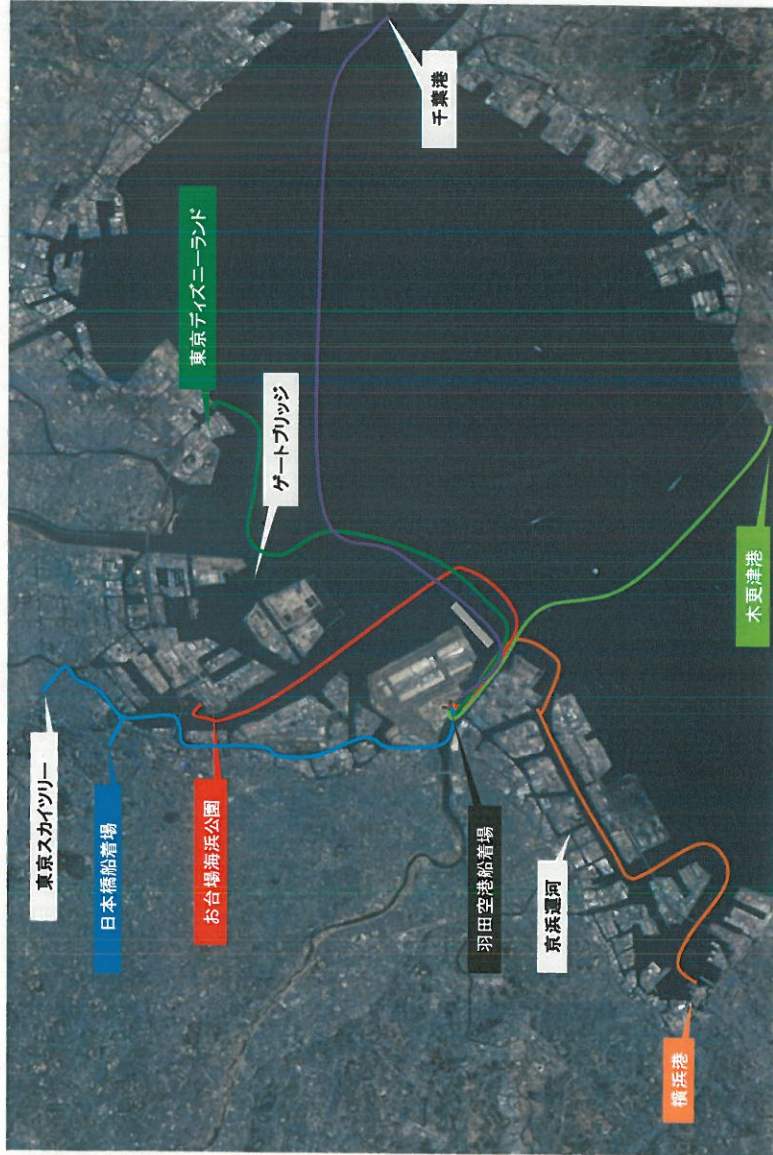 東京スカイツリー
日本橋船着場
お台場海浜公園
羽田空港船着場
京浜運河
横浜港
東京ディズニーランド
ゲートブリッジ
千葉港
木更津港